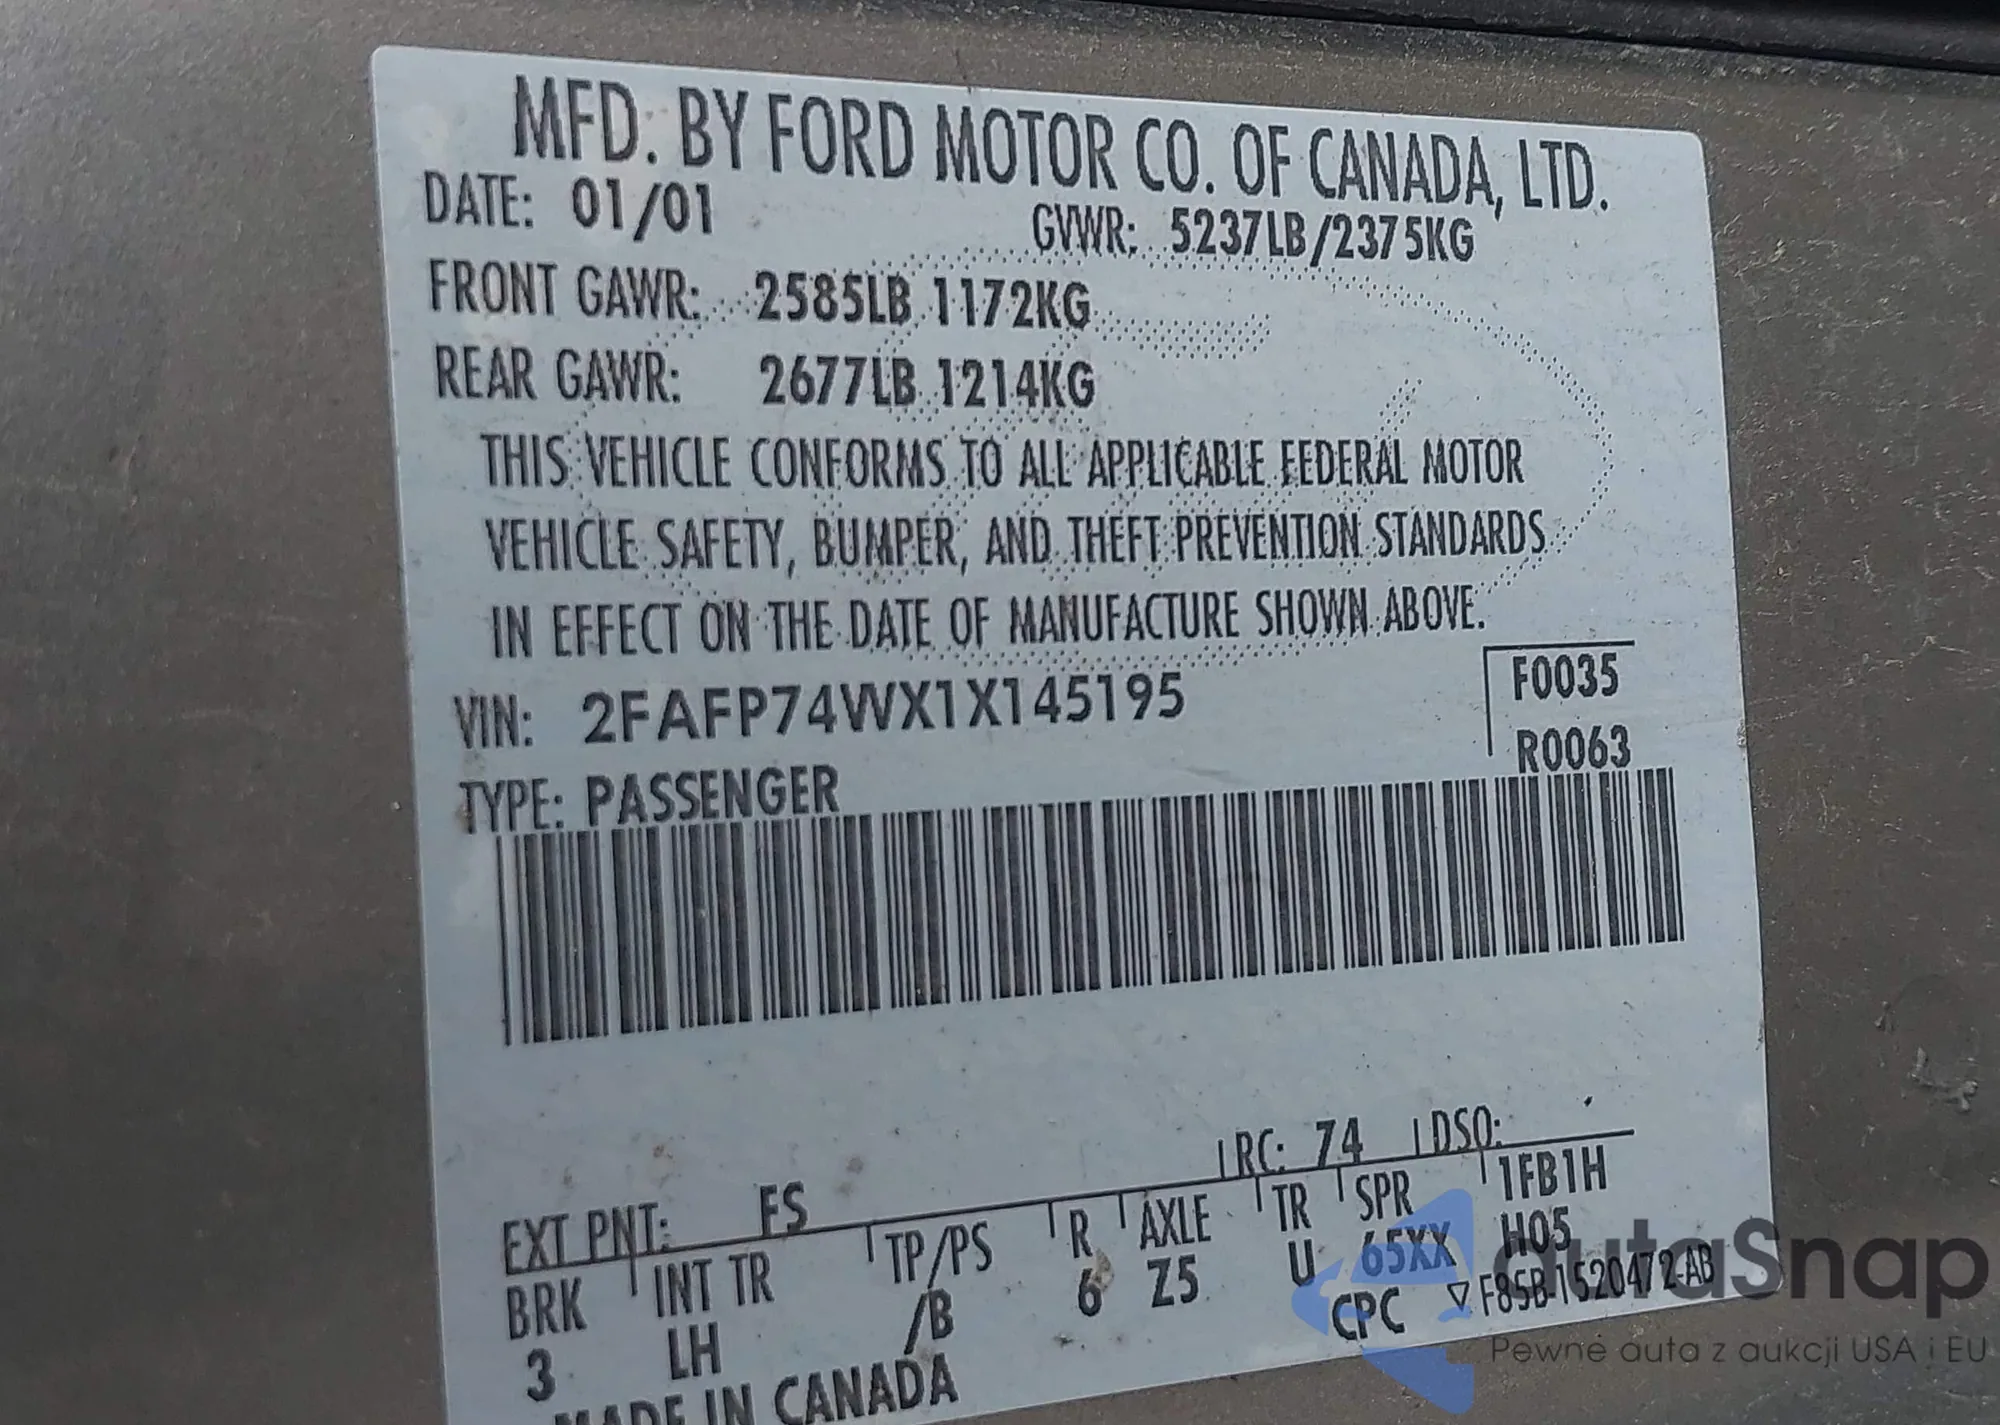 MFD. BY FORD MOTOR CO. OF CANADA, LTD.
DATE: 01/01
GVWR: 5237LB/2375KG
FRONT GAWR: 2585LB 1172KG
REAR GAWR: 2677LB 1214KG
THIS VEHICLE CONFORMS TO ALL APPLICABLE FEDERAL MOTOR
VEHICLE SAFETY, BUMPER, AND THEFT PREVENTION STANDARDS
IN EFFECT ON THE DATE OF MANUFACTURE SHOWN ABOVE.
VIN: 2FAFP74WX1X145195
F0035
R0063
TYPE: PASSENGER
EXT PNT: FS RC: 74 DSO:
BRK INT TR TP/PS R AXLE TR SPR 1FB1H
3 LH /B 6 Z5 U 65XX H05
CPC ▽F85B-1520472-AB
MADE IN CANADA
autaSnap
Pewne auta z aukcji USA i EU